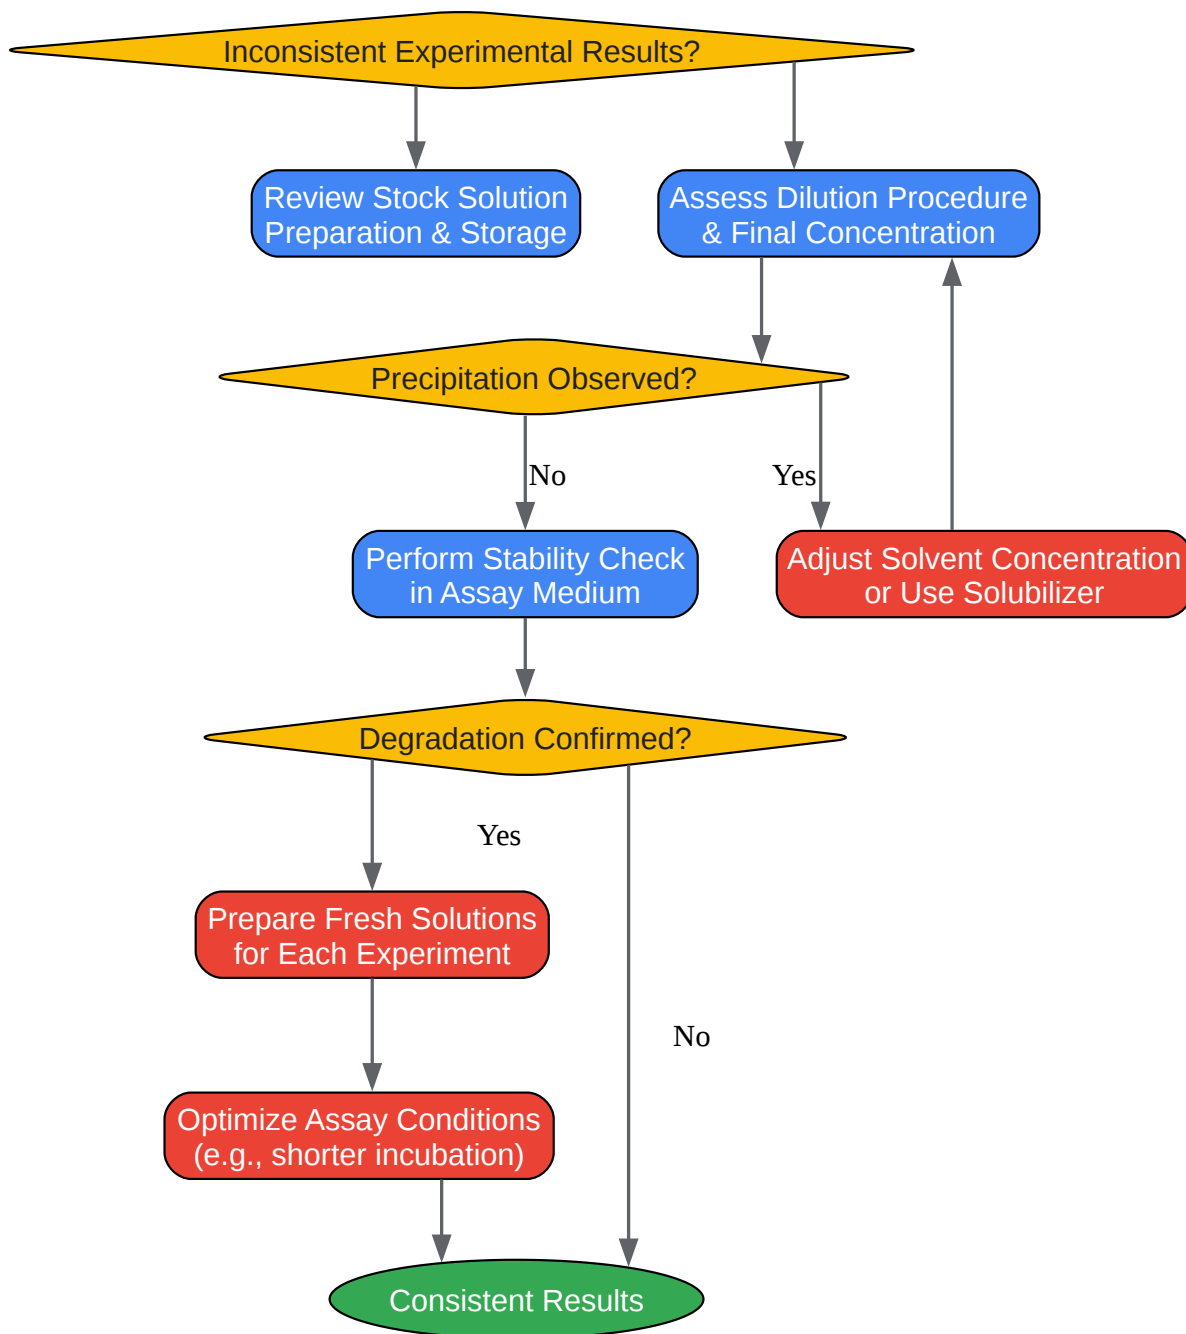 Inconsistent Experimental Results?
Review Stock Solution
Preparation & Storage
Assess Dilution Procedure
& Final Concentration
Precipitation Observed?
No
Yes
Perform Stability Check
in Assay Medium
Adjust Solvent Concentration
or Use Solubilizer
Degradation Confirmed?
Yes
Prepare Fresh Solutions
for Each Experiment
No
Optimize Assay Conditions
(e.g., shorter incubation)
Consistent Results